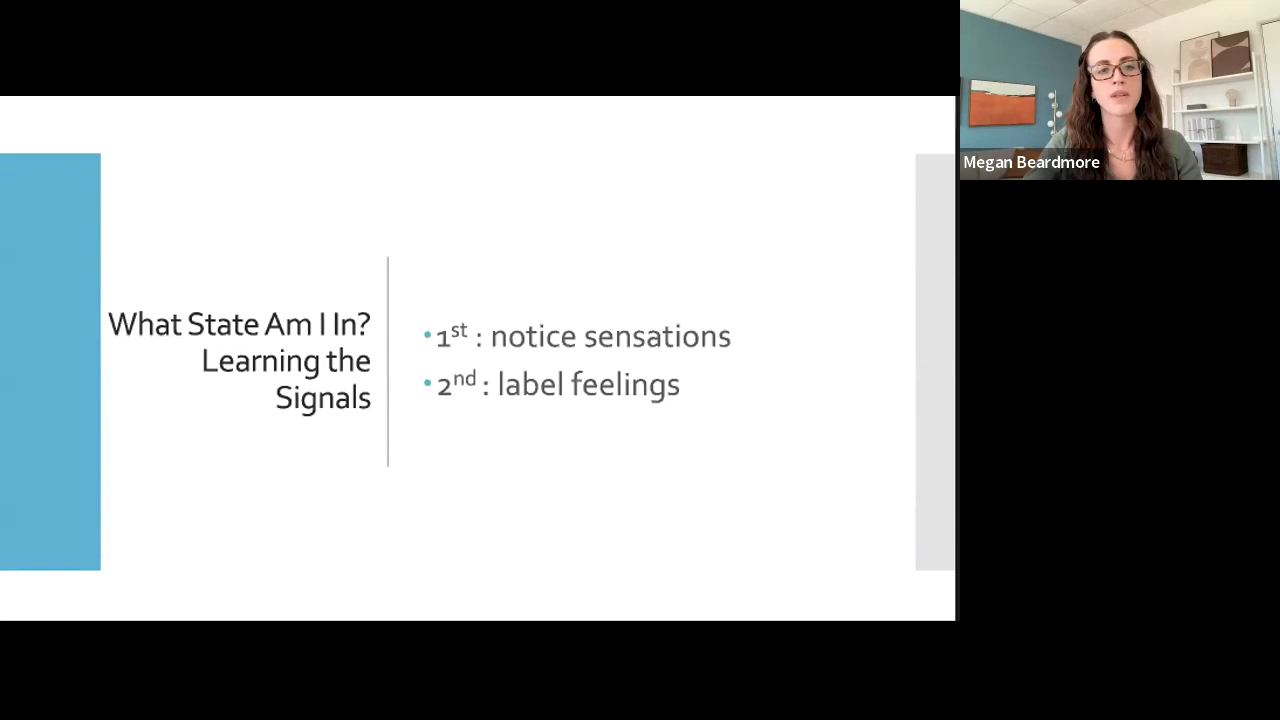 What State Am I In?
Learning the
Signals
• 1st : notice sensations
• 2nd : label feelings
Megan Beardmore